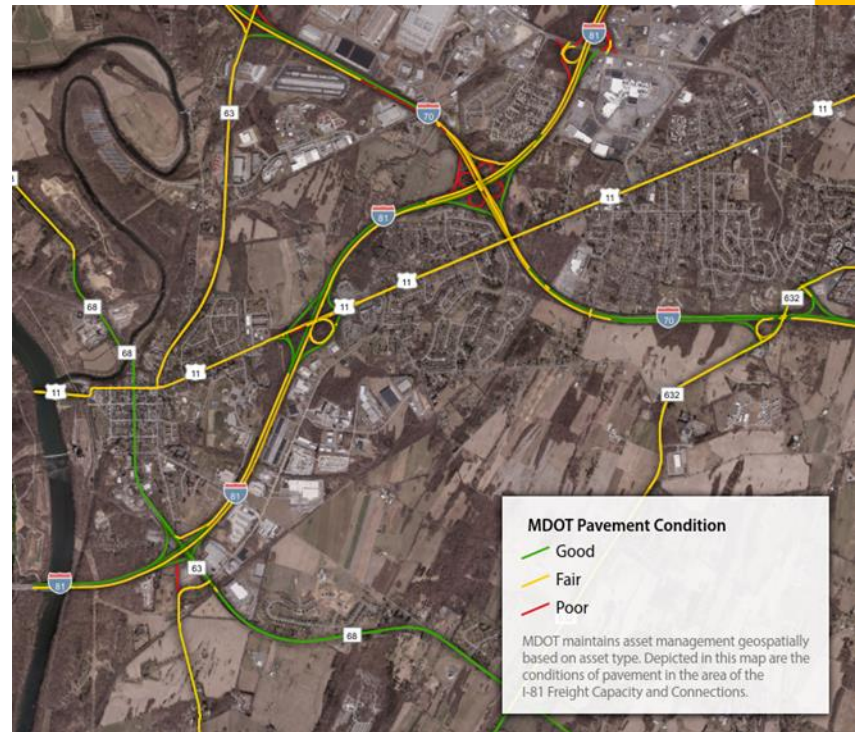 81
63
11
70
11
81
11
68
11
632
70
68
11
11
632
81
63
81
68
MDOT Pavement Condition
Good
Fair
Poor
MDOT maintains asset management geospatially
based on asset type. Depicted in this map are the
conditions of pavement in the area of the
I-81 Freight Capacity and Connections.